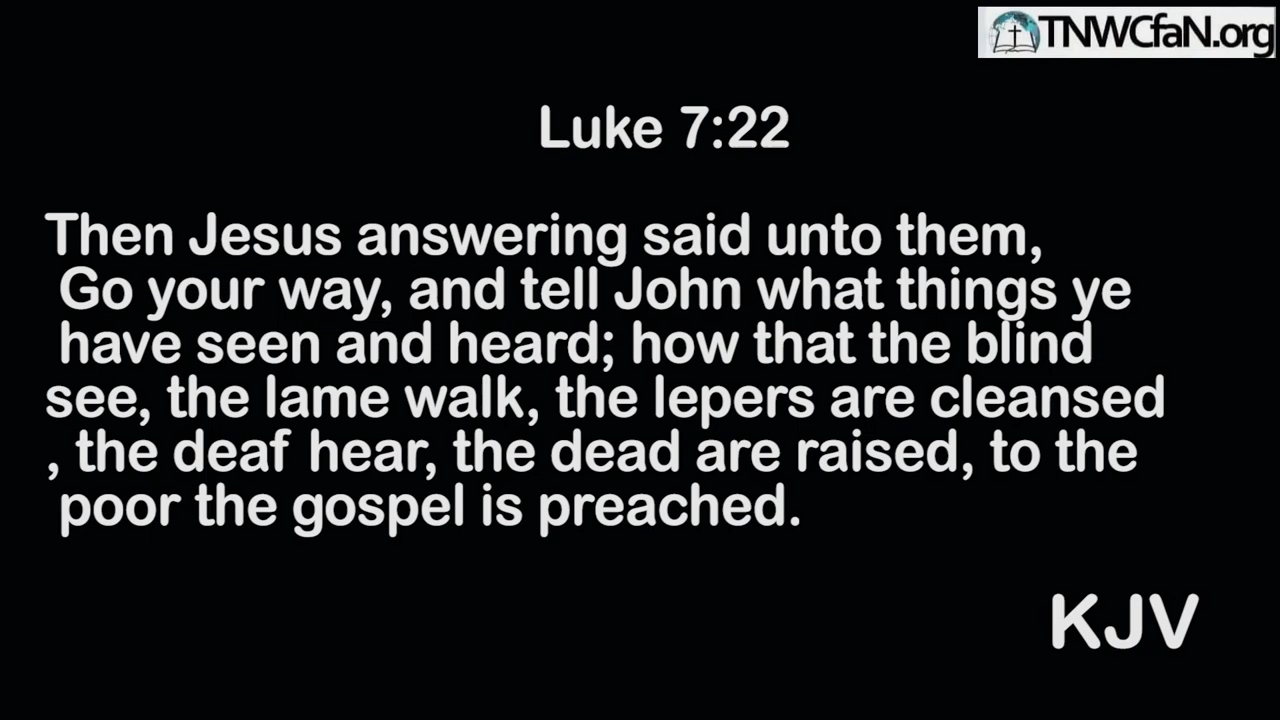 TNWCfaN.org
Luke 7:22
Then Jesus answering said unto them,
Go your way, and tell John what things ye
have seen and heard; how that the blind
see, the lame walk, the lepers are cleansed
, the deaf hear, the dead are raised, to the
poor the gospel is preached.
KJV